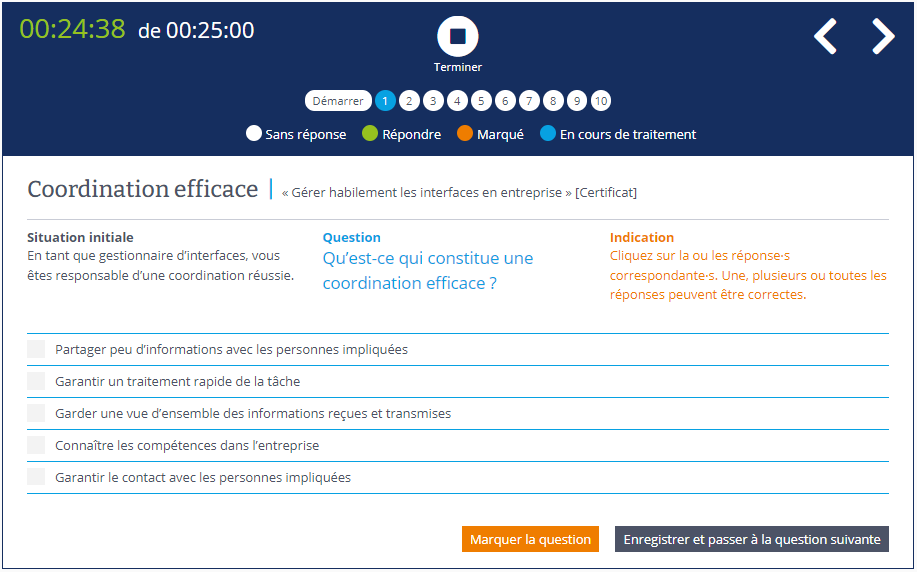 00:24:38 de 00:25:00
Terminer
Démarrer 1 2 3 4 5 6 7 8 9 10
Sans réponse Répondre Marqué En cours de traitement
Coordination efficace « Gérer habilement les interfaces en entreprise » [Certificat]
Situation initiale
En tant que gestionnaire d’interfaces, vous
êtes responsable d’une coordination réussie.
Question
Qu’est-ce qui constitue une
coordination efficace ?
Indication
Cliquez sur la ou les réponse·s
correspondante·s. Une, plusieurs ou toutes les
réponses peuvent être correctes.
Partager peu d’informations avec les personnes impliquées
Garantir un traitement rapide de la tâche
Garder une vue d’ensemble des informations reçues et transmises
Connaître les compétences dans l’entreprise
Garantir le contact avec les personnes impliquées
Marquer la question Enregistrer et passer à la question suivante